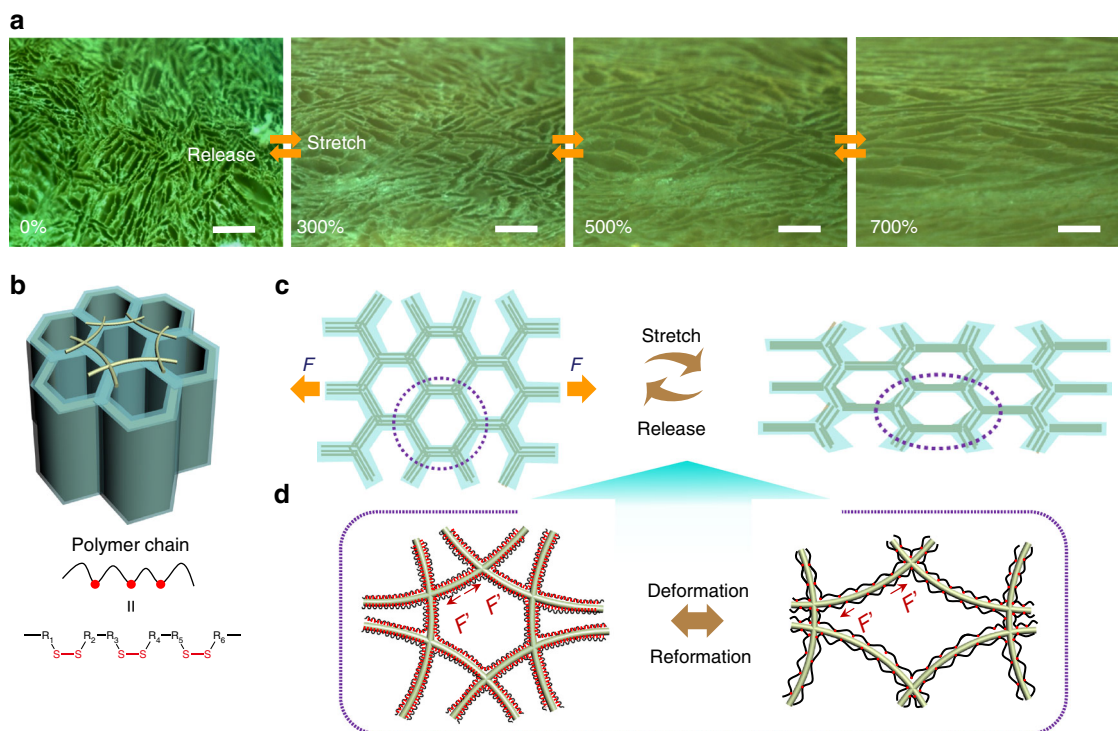 a
Release
Stretch
0%
300%
500%
700%
b
c
F
F
Stretch
Release
d
Polymer chain
=
R1
R2
R3
R4
R5
R6
S
S
S
S
S
S
F'
F'
Deformation
Reformation
F'
F'